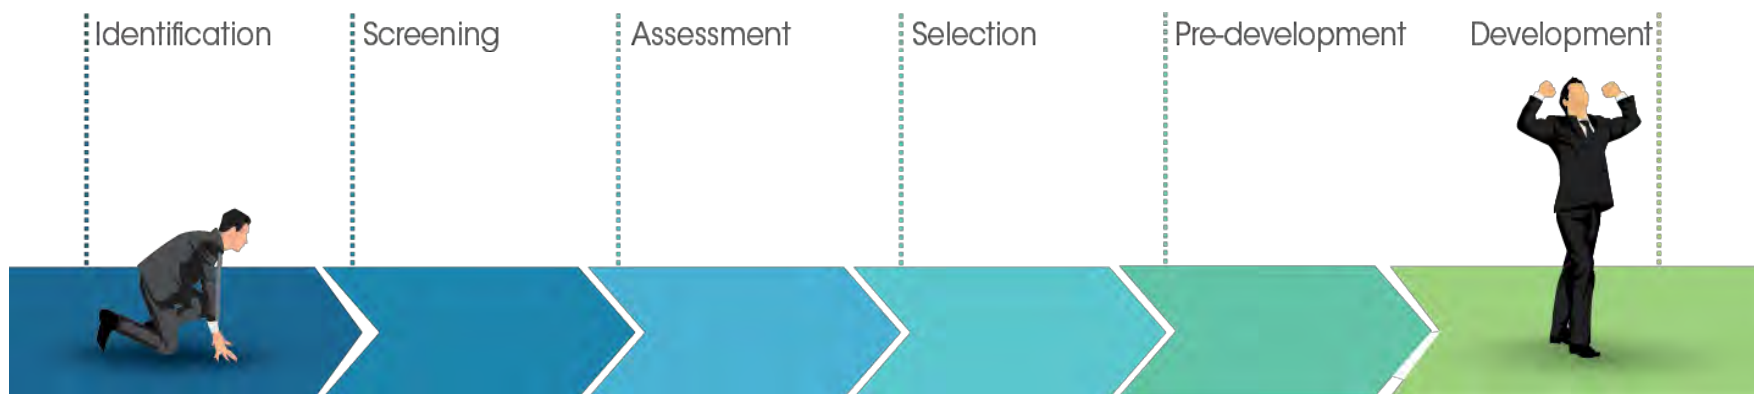 Identification
Screening
Assessment
Selection
Pre-development
Development